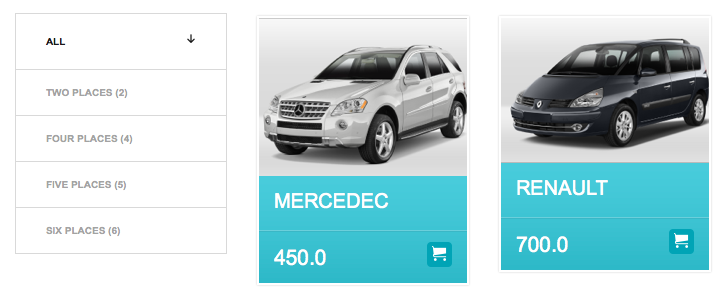 ALL
TWO PLACES (2)
FOUR PLACES (4)
FIVE PLACES (5)
SIX PLACES (6)
MERCEDEC
450.0
RENAULT
700.0